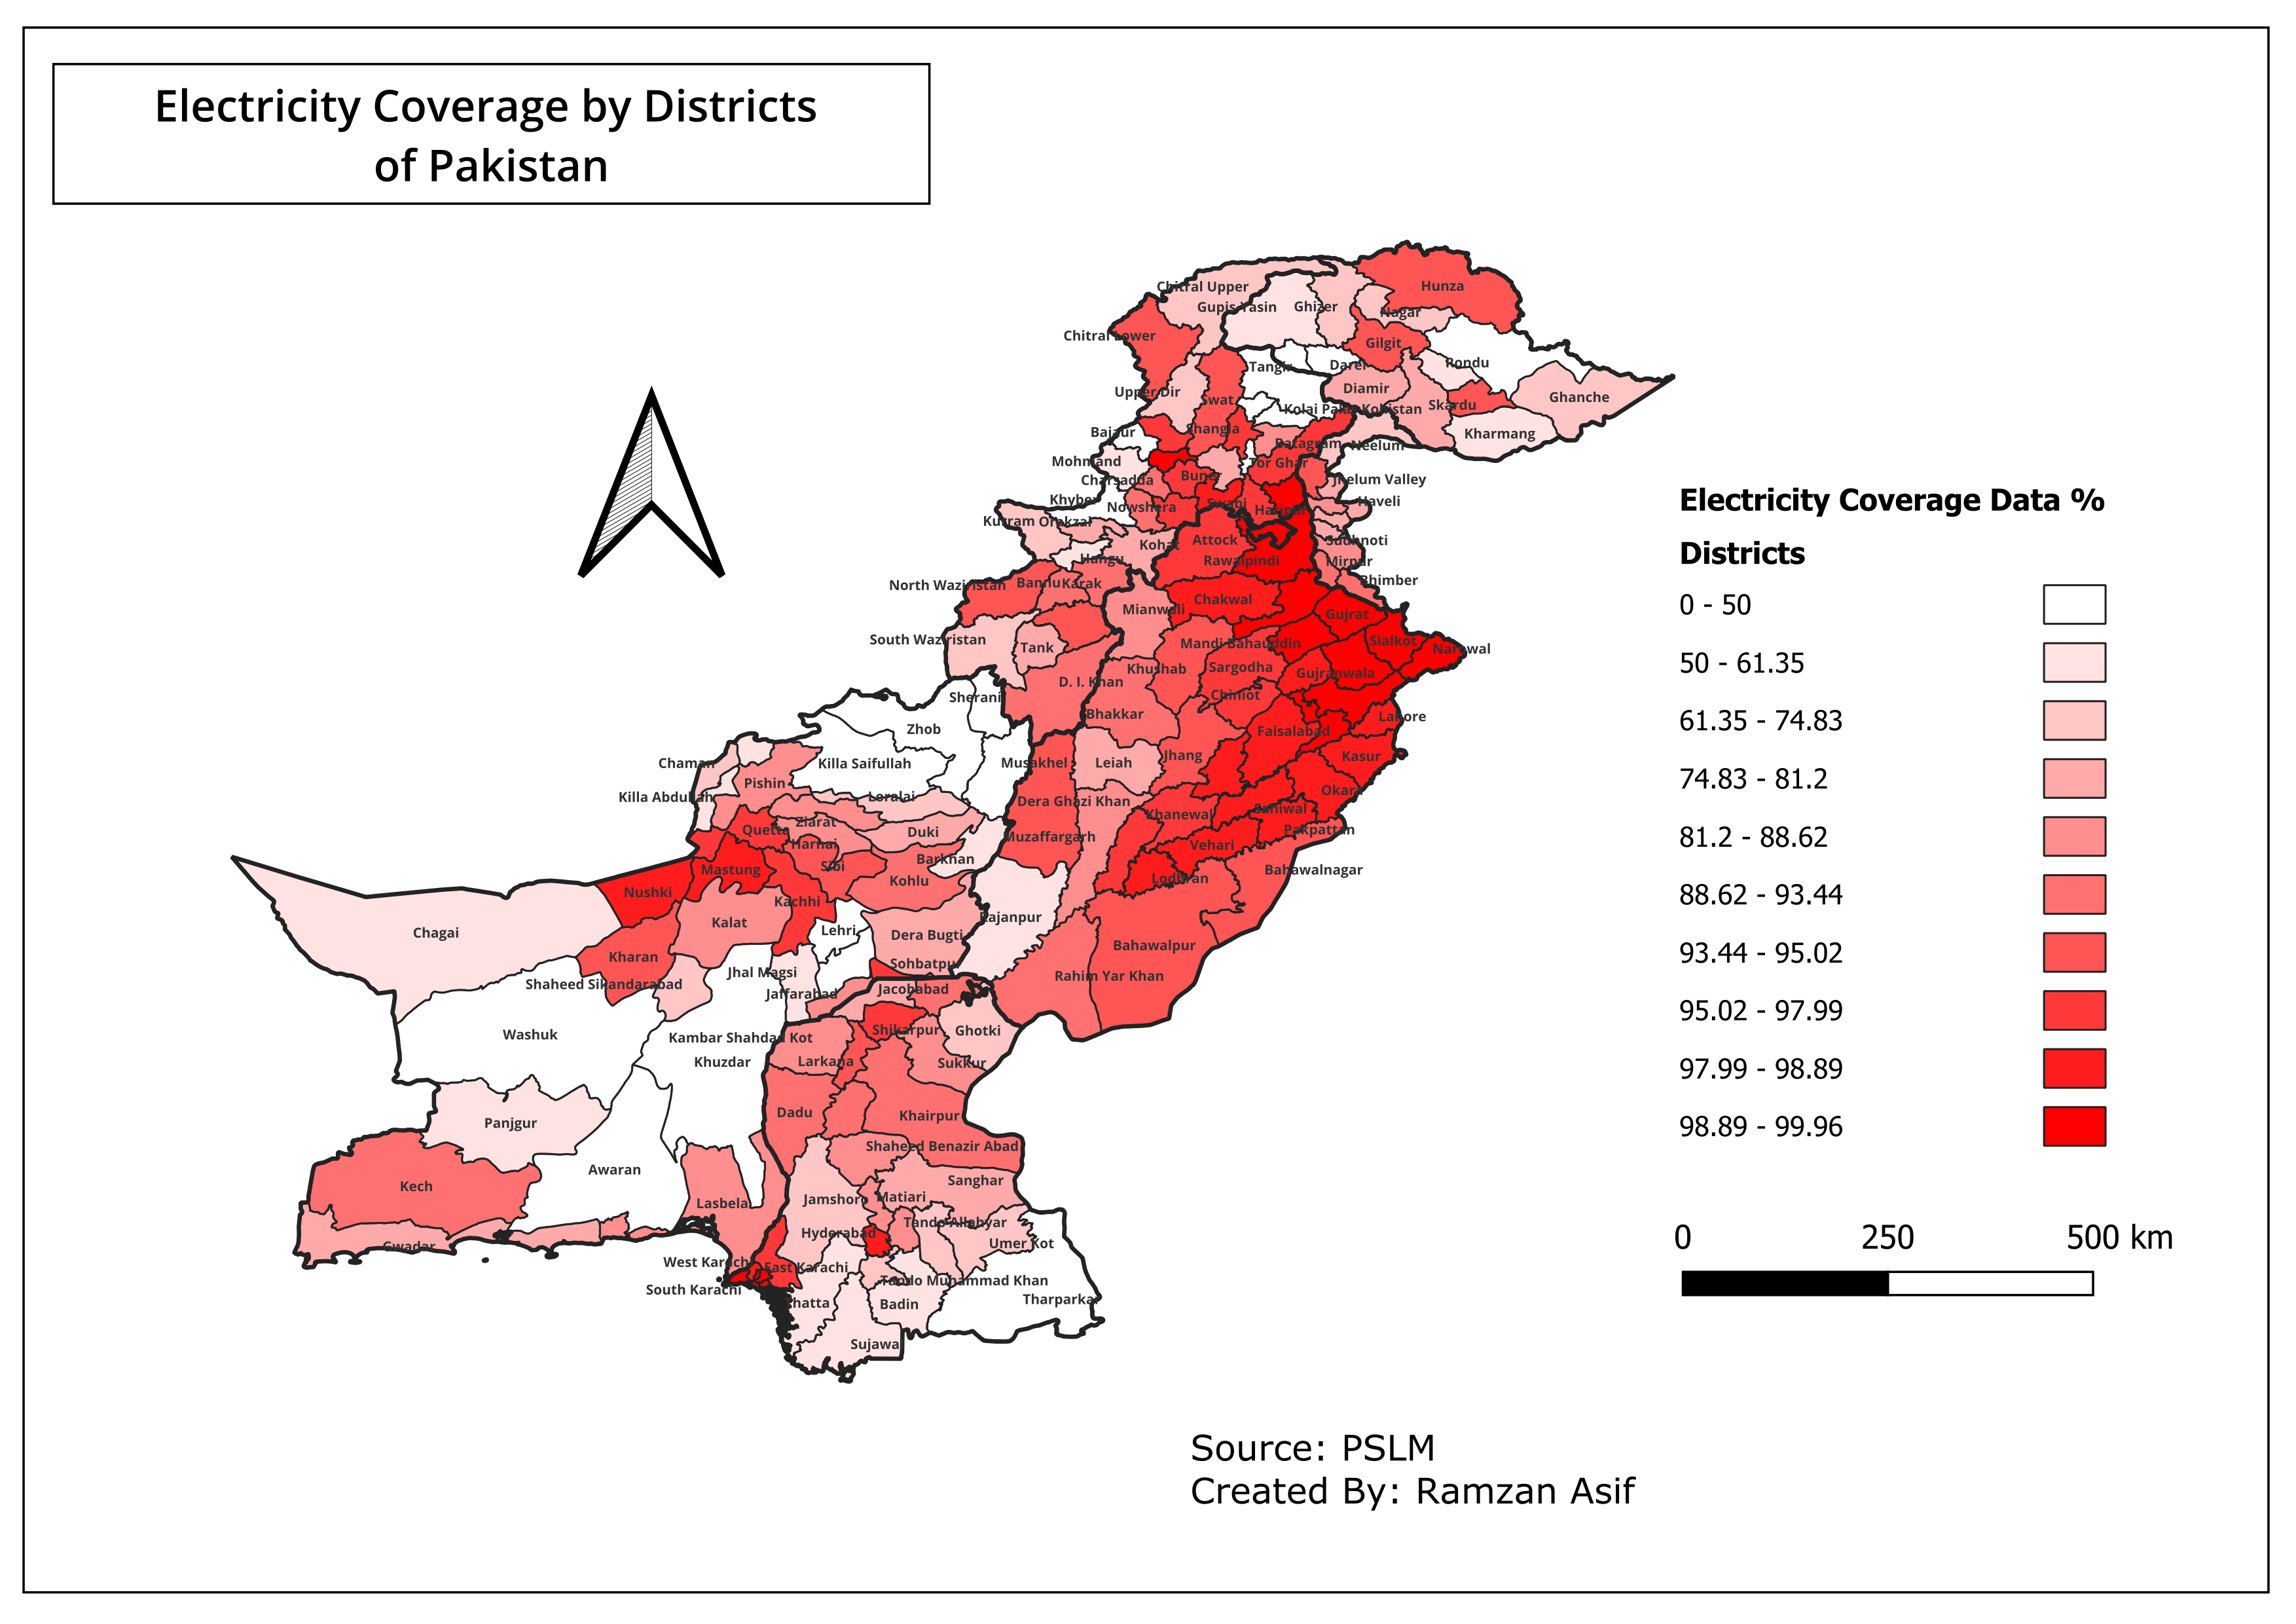 Electricity Coverage by Districts
of Pakistan
Hunza
Chitral Upper
Gupis Yasin
Ghizer
Nagar
Chitral Lower
Gilgit
Rondu
Tangir
Darel
Diamir
Upper Dir
Swat
Ghanche
Skardu
Kolai Palas Kohistan
Bajaur
Shangla
Kharmang
Batagram
Neelum
Mohmand
Tor Ghar
Charsadda
Buner
Jhelum Valley
Khyber
Nowshera
Swabi
Haripur
Haveli
Kurram
Orakzai
Attock
Sudhnoti
Kohat
Hangu
Rawalpindi
Mirpur
North Waziristan
Bannu
Karak
Bhimber
Chakwal
Mianwali
Gujrat
South Waziristan
Tank
Mandi Bahauddin
Sialkot
Narowal
Khushab
Sargodha
Gujranwala
D. I. Khan
Sherani
Chiniot
Bhakkar
Lahore
Zhob
Faisalabad
Chaman
Killa Saifullah
Musakhel
Leiah
Jhang
Kasur
Pishin
Killa Abdullah
Loralai
Dera Ghazi Khan
Okara
Khanewal
Sahiwal
Quetta
Ziarat
Duki
Muzaffargarh
Pakpattan
Harnai
Vehari
Mastung
Sibi
Barkhan
Bahawalnagar
Nushki
Kohlu
Lodhran
Kachhi
Kalat
Rajanpur
Chagai
Lehri
Dera Bugti
Bahawalpur
Kharan
Sohbatpur
Jhal Magsi
Rahim Yar Khan
Shaheed Sikandarabad
Jaffarabad
Jacobabad
Washuk
Kambar Shahdad Kot
Shikarpur
Ghotki
Khuzdar
Larkana
Sukkur
Panjgur
Dadu
Khairpur
Shaheed Benazir Abad
Awaran
Kech
Sanghar
Lasbela
Jamshoro
Matiari
Tando Allahyar
Gwadar
Hyderabad
Umer Kot
West Karachi
East Karachi
Tando Muhammad Khan
South Karachi
Thatta
Badin
Tharparkar
Sujawal
Electricity Coverage Data %
Districts
0 - 50
50 - 61.35
61.35 - 74.83
74.83 - 81.2
81.2 - 88.62
88.62 - 93.44
93.44 - 95.02
95.02 - 97.99
97.99 - 98.89
98.89 - 99.96
0 250 500 km
Source: PSLM
Created By: Ramzan Asif